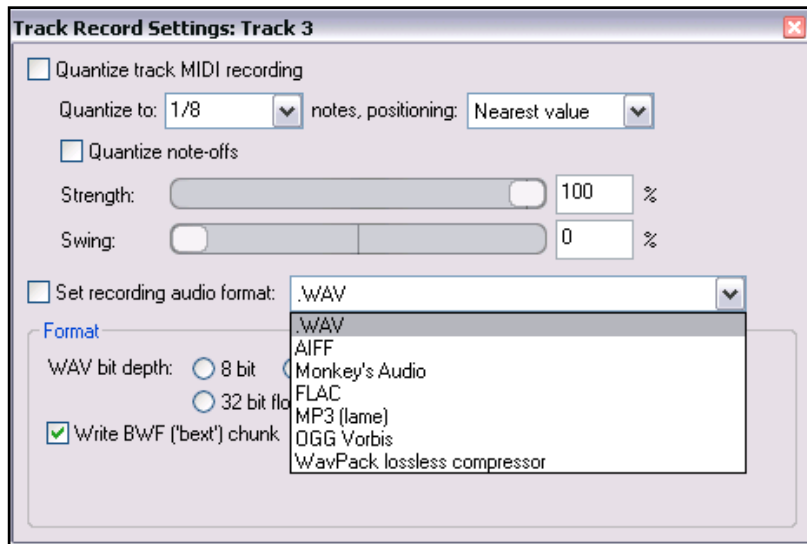 Track Record Settings: Track 3
Quantize track MIDI recording
Quantize to: 1/8 notes, positioning: Nearest value
Quantize note-offs
Strength: 100 %
Swing: 0 %
Set recording audio format: .WAV
.WAV
Format
AIFF
WAV bit depth: 8 bit
Monkey's Audio
FLAC
32 bit flo
MP3 (lame)
Write BWF ('bext') chunk
OGG Vorbis
WavPack lossless compressor